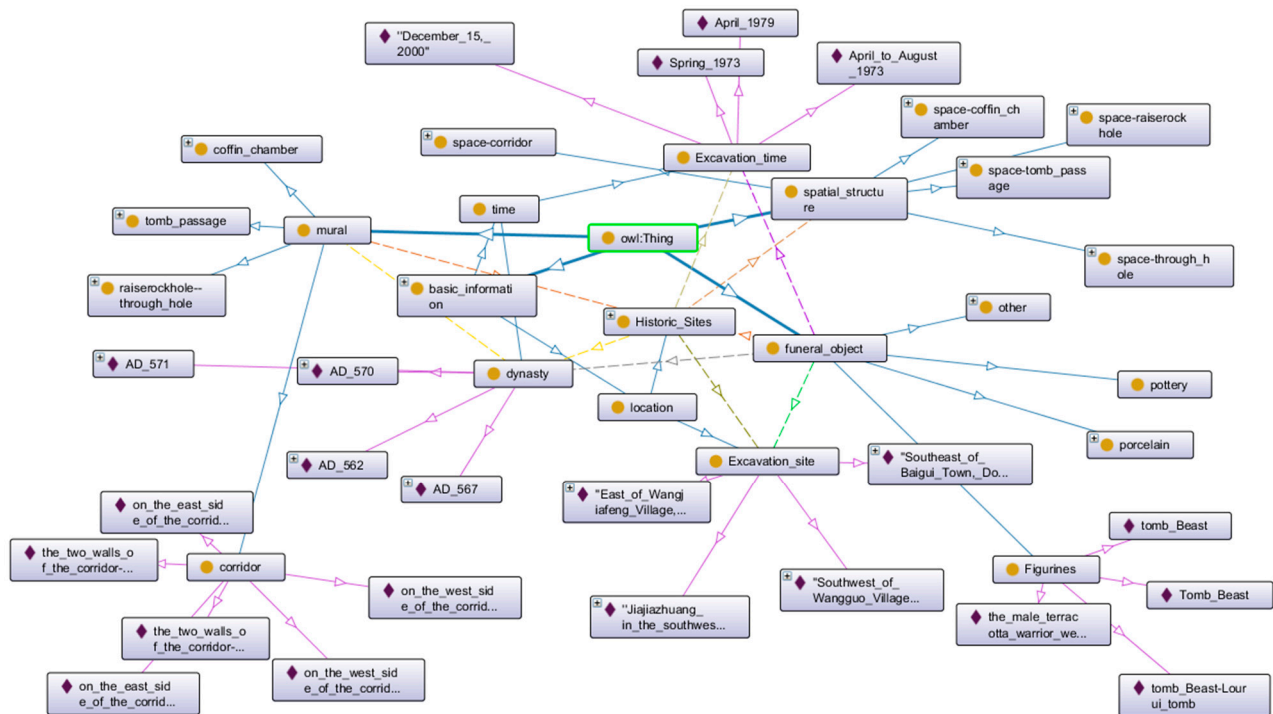 April_1979
"December_15,_
2000"
Spring_1973
April_to_August
_1973
space-coffin_ch
amber
space-raiserock
hole
space-corridor
coffin_chamber
Excavation_time
space-tomb_pass
age
spatial_structu
re
time
tomb_passage
mural
owl:Thing
space-through_h
ole
raiserockhole--
through_hole
basic_informati
on
other
Historic_Sites
funeral_object
AD_571
AD_570
dynasty
pottery
location
porcelain
Excavation_site
"Southeast_of_
Baigui_Town,_Do...
AD_562
AD_567
"East_of_Wangj
iafeng_Village,...
on_the_east_sid
e_of_the_corrid...
tomb_Beast
the_two_walls_o
f_the_corridor-...
corridor
Figurines
on_the_west_sid
e_of_the_corrid...
"Southwest_of_
Wangguo_Village...
Tomb_Beast
"Jiajiazhuang_
in_the_southwes...
the_male_terrac
otta_warrior_we...
the_two_walls_o
f_the_corridor-...
on_the_west_sid
e_of_the_corrid...
on_the_east_sid
e_of_the_corrid...
tomb_Beast-Lour
ui_tomb